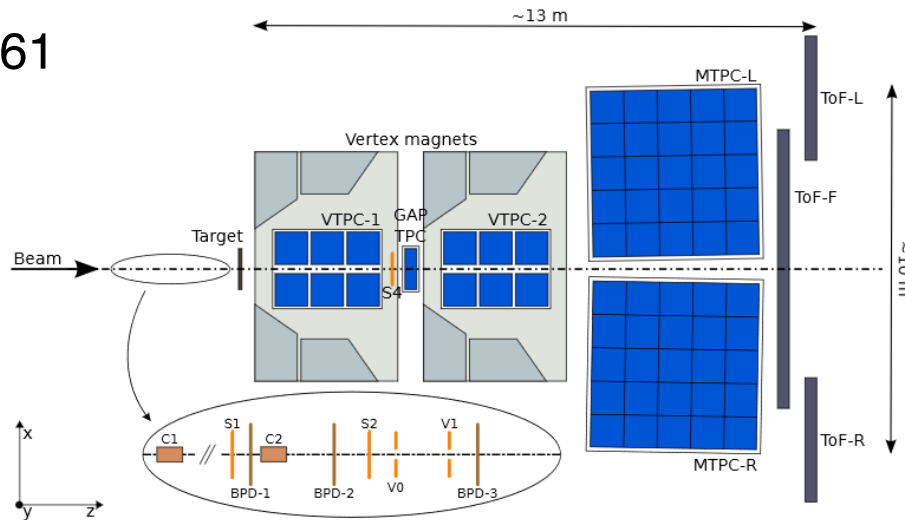 61
~13 m
MTPC-L
ToF-L
Vertex magnets
ToF-F
VTPC-1
GAP
TPC
VTPC-2
Target
Beam
S4
~10 m
x
y
z
C1
S1
C2
S2
V1
BPD-1
BPD-2
V0
BPD-3
MTPC-R
ToF-R